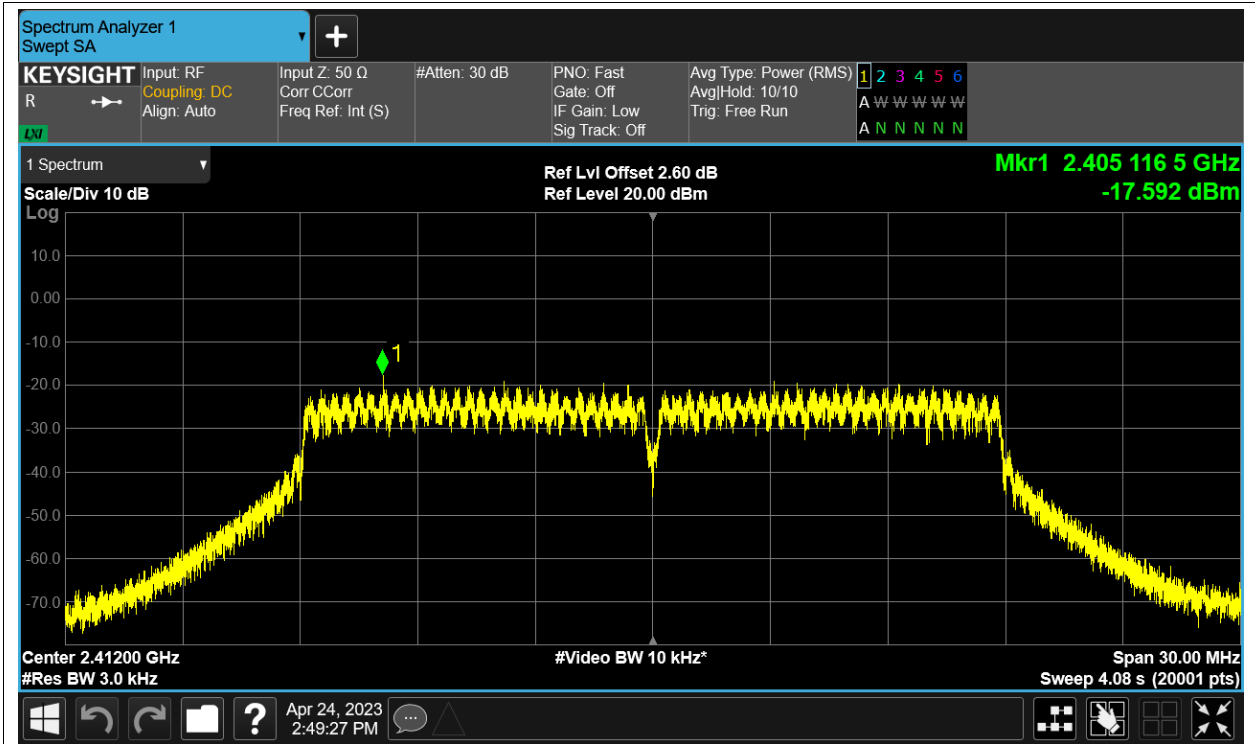 Spectrum Analyzer 1
Swept SA
KEYSIGHT
R
LXI
Input: RF
Coupling: DC
Align: Auto
Input Z: 50 Ω
Corr CCorr
Freq Ref: Int (S)
#Atten: 30 dB
PNO: Fast
Gate: Off
IF Gain: Low
Sig Track: Off
Avg Type: Power (RMS)
Avg|Hold: 10/10
Trig: Free Run
1 2 3 4 5 6
A W W W W W
A N N N N N
1 Spectrum
Scale/Div 10 dB
Ref Lvl Offset 2.60 dB
Ref Level 20.00 dBm
Mkr1 2.405 116 5 GHz
-17.592 dBm
Log
10.0
0.00
-10.0
1
-20.0
-30.0
-40.0
-50.0
-60.0
-70.0
Center 2.41200 GHz
#Video BW 10 kHz*
Span 30.00 MHz
#Res BW 3.0 kHz
Sweep 4.08 s (20001 pts)
?
Apr 24, 2023
2:49:27 PM